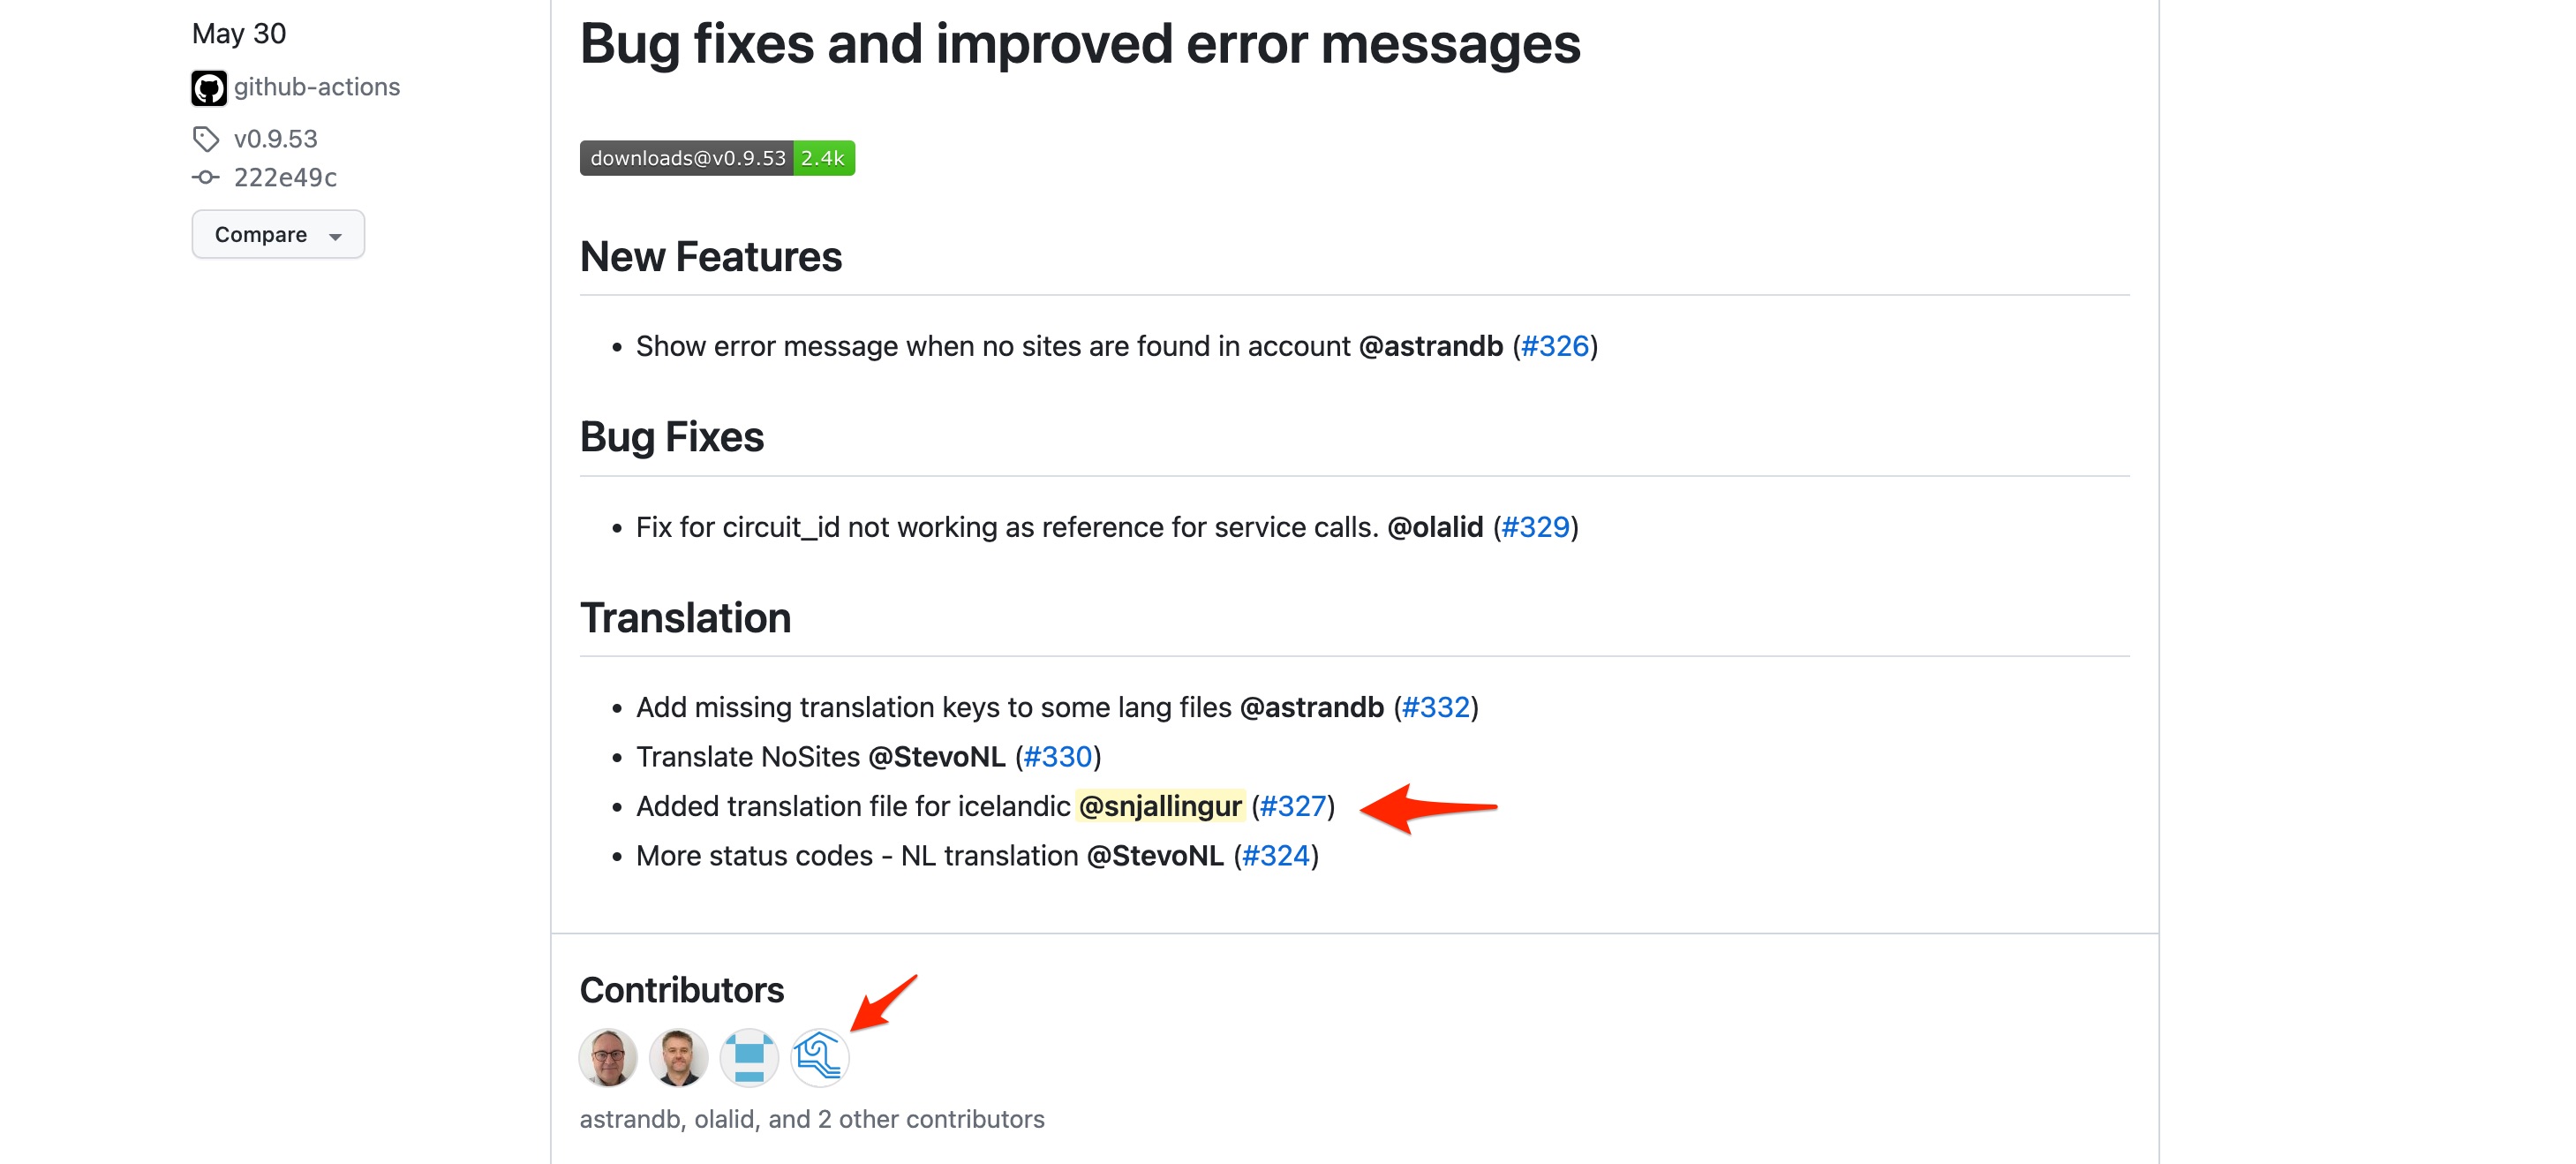 May 30
github-actions
v0.9.53
222e49c
Compare
Bug fixes and improved error messages
downloads@v0.9.53 2.4k
New Features
• Show error message when no sites are found in account @astrandb (#326)
Bug Fixes
• Fix for circuit_id not working as reference for service calls. @olalid (#329)
Translation
• Add missing translation keys to some lang files @astrandb (#332)
• Translate NoSites @StevoNL (#330)
• Added translation file for icelandic @snjallingur (#327)
• More status codes - NL translation @StevoNL (#324)
Contributors
astrandb, olalid, and 2 other contributors